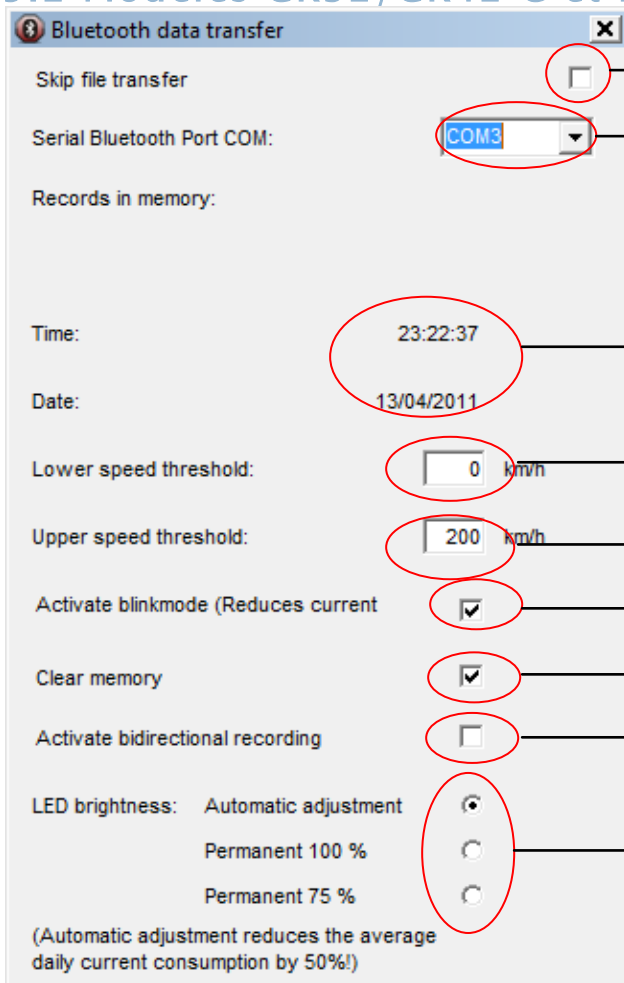 Bluetooth data transfer
Skip file transfer
Serial Bluetooth Port COM: COM3
Records in memory:
Time: 23:22:37
Date: 13/04/2011
Lower speed threshold: 0 km/h
Upper speed threshold: 200 km/h
Activate blinkmode (Reduces current
Clear memory
Activate bidirectional recording
LED brightness: Automatic adjustment
Permanent 100 %
Permanent 75 %
(Automatic adjustment reduces the average
daily current consumption by 50%!)